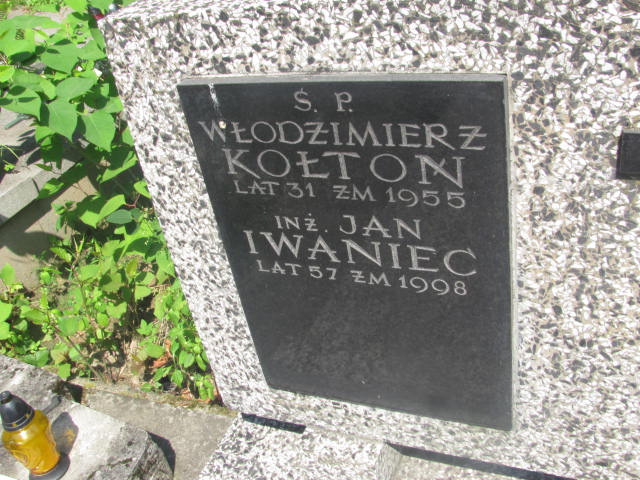 Ś. P.
WŁODZIMIERZ
KOŁTON
LAT 31 ZM 1955
INŻ. JAN
IWANIEC
LAT 57 ZM 1998